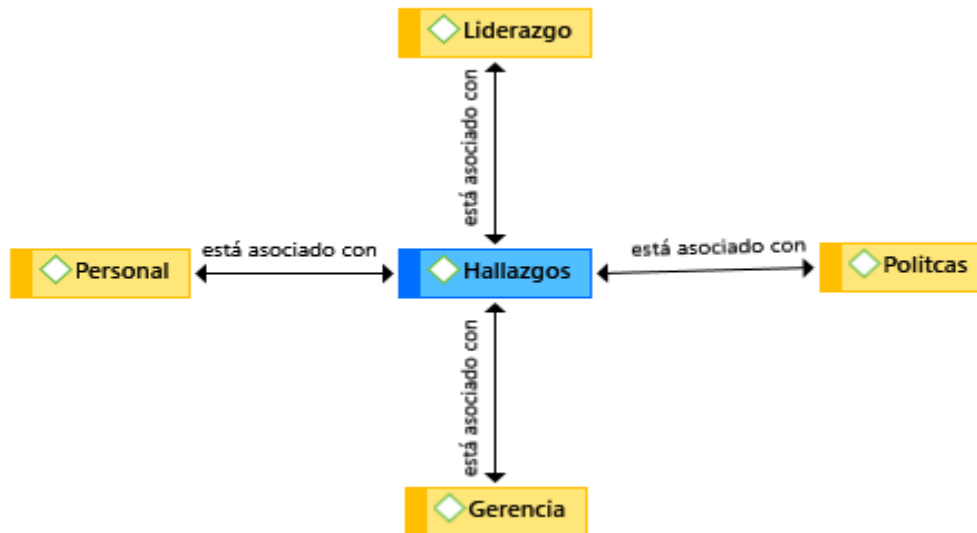 Liderazgo
está asociado con
Personal
está asociado con
Hallazgos
está asociado con
Politcas
está asociado con
Gerencia